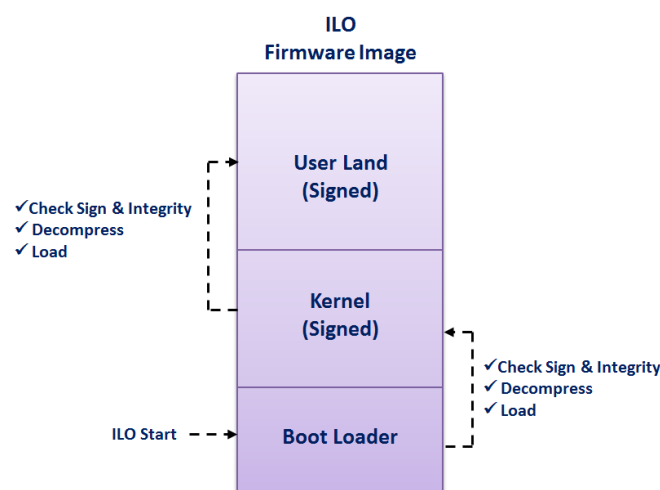 ILO
Firmware Image
User Land
(Signed)
✓Check Sign & Integrity
✓ Decompress
✓ Load
Kernel
(Signed)
✓Check Sign & Integrity
✓ Decompress
✓ Load
ILO Start
Boot Loader